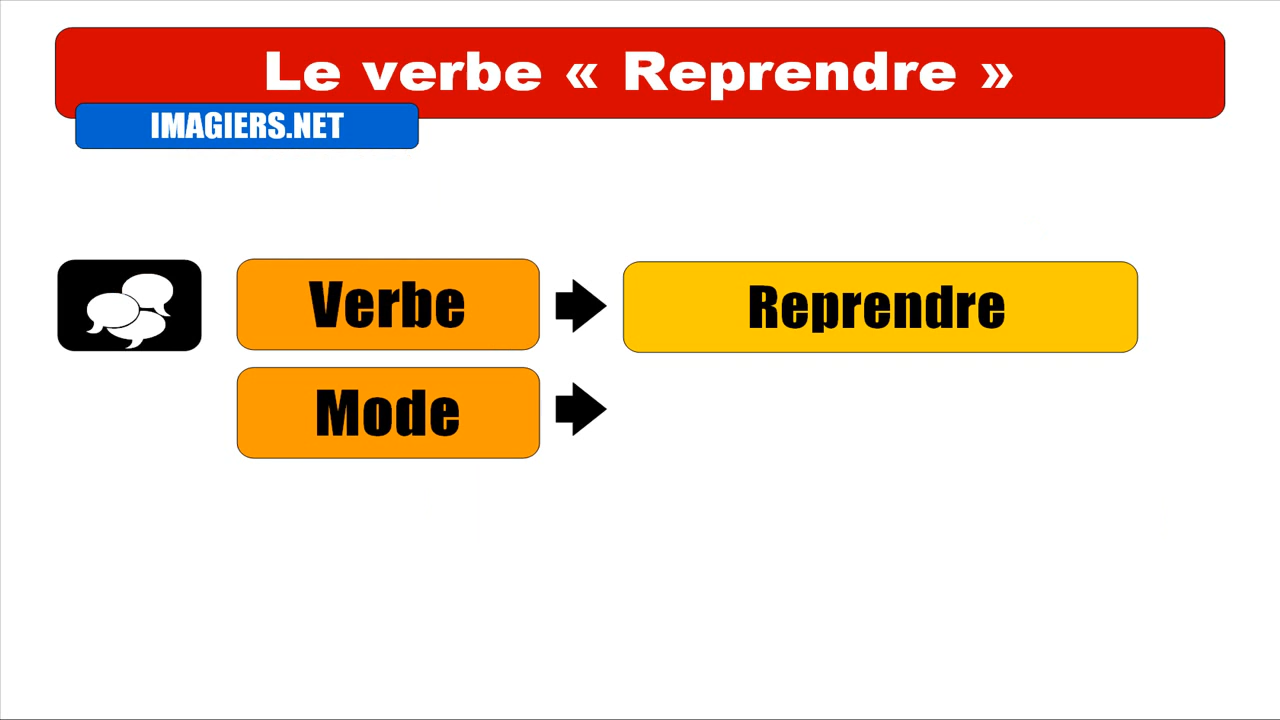 Le verbe « Reprendre »
IMAGIERS.NET
Verbe
Reprendre
Mode